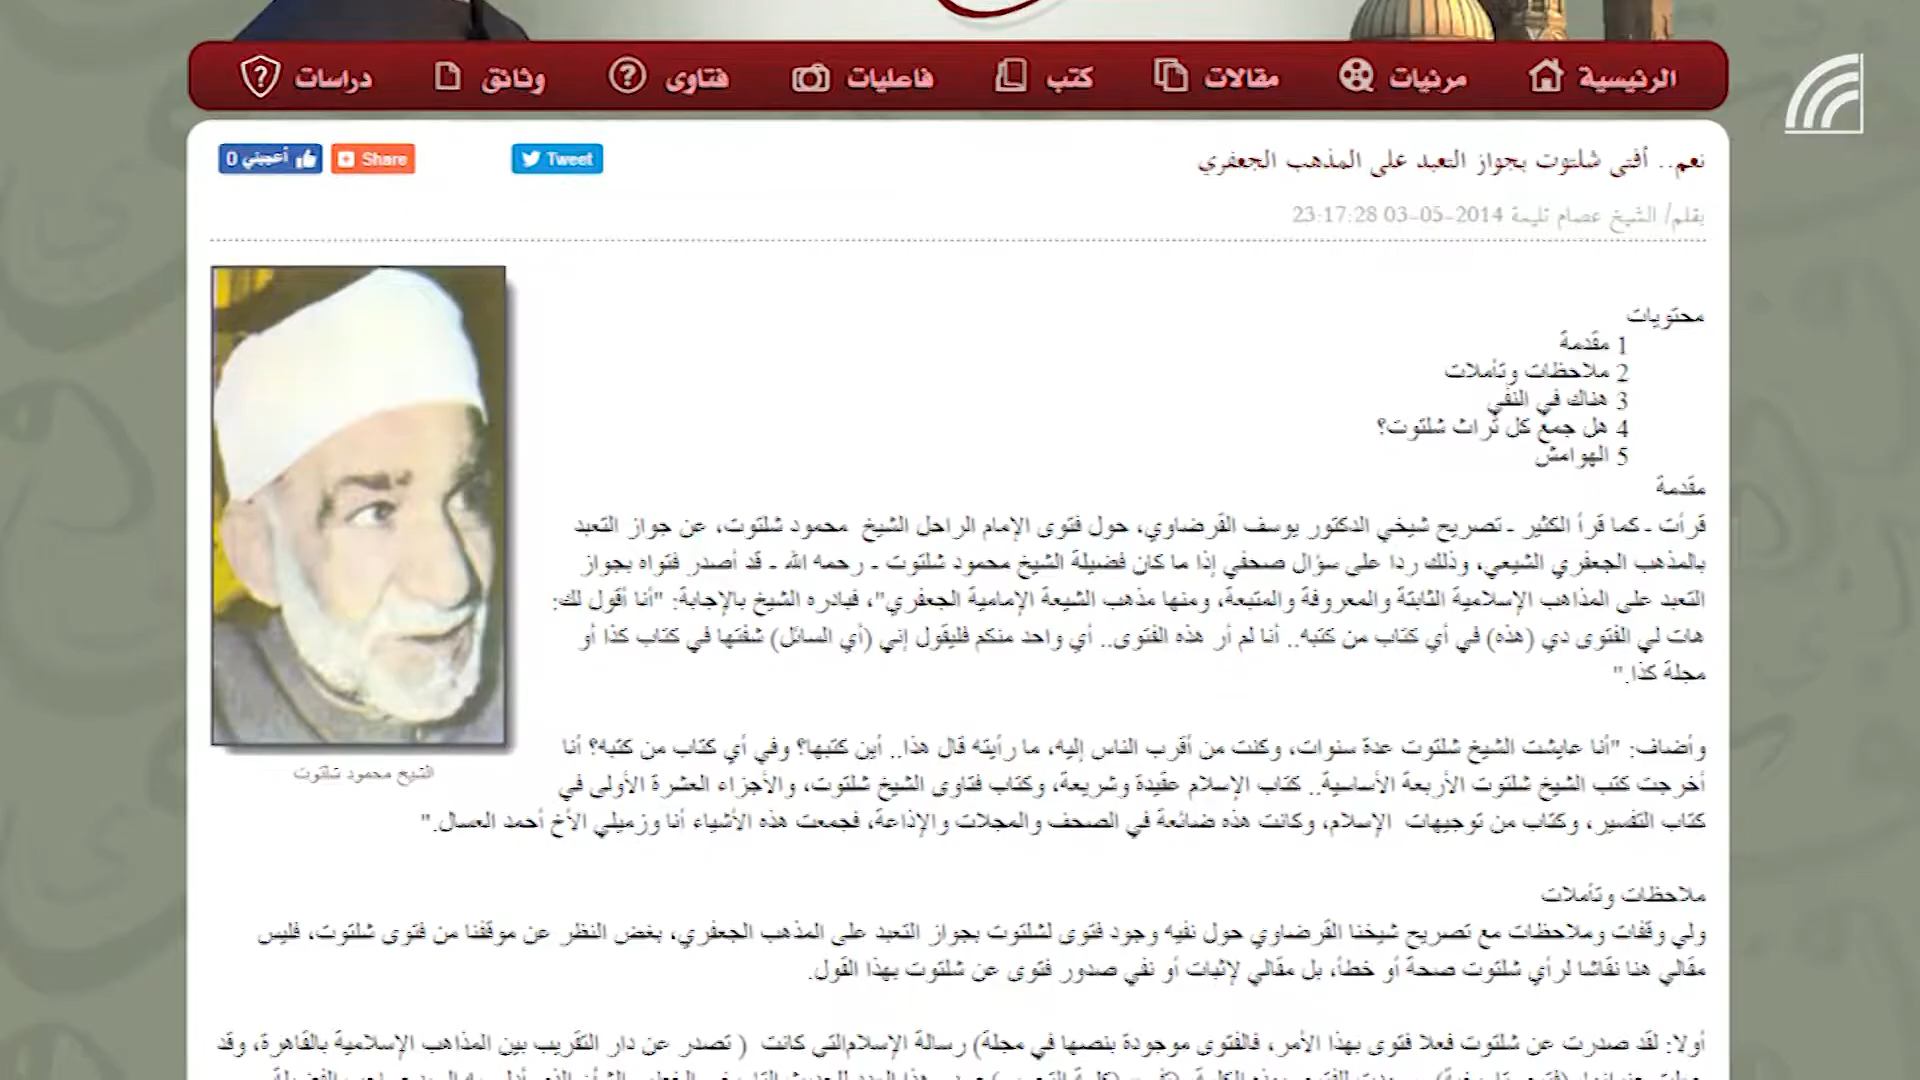 الرئيسية مرئيات مقالات كتب فاعليات فتاوى وثائق دراسات
نعم.. أفتى شلتوت بجواز التعبد على المذهب الجعفري
Tweet Share أعجبني 0
بقلم/ الشيخ عصام تليمة 2014-05-03 23:17:28
محتويات
1 مقدمة
2 ملاحظات وتأملات
3 هناك في النفي
4 هل جمع كل تراث شلتوت؟
5 الهوامش
مقدمة
قرأت ـ كما قرأ الكثير ـ تصريح شيخي الدكتور يوسف القرضاوي، حول فتوى الإمام الراحل الشيخ محمود شلتوت، عن جواز التعبد
بالمذهب الجعفري الشيعي، وذلك ردا على سؤال صحفي إذا ما كان فضيلة الشيخ محمود شلتوت ـ رحمه الله ـ قد أصدر فتواه بجواز
التعبد على المذاهب الإسلامية الثابتة والمعروفة والمتبعة، ومنها مذهب الشيعة الإمامية الجعفري"، فبادره الشيخ بالإجابة: "أنا أقول لك:
هات لي الفتوى دي (هذه) في أي كتاب من كتبه.. أنا لم أر هذه الفتوى.. أي واحد منكم فليقول إني (أي السائل) شفتها في كتاب كذا أو
مجلة كذا."
وأضاف: "أنا عايشت الشيخ شلتوت عدة سنوات، وكنت من أقرب الناس إليه، ما رأيته قال هذا.. أين كتبها؟ وفي أي كتاب من كتبه؟ أنا
أخرجت كتب الشيخ شلتوت الأربعة الأساسية.. كتاب الإسلام عقيدة وشريعة، وكتاب فتاوى الشيخ شلتوت، والأجزاء العشرة الأولى في
كتاب التفسير، وكتاب من توجيهات الإسلام، وكانت هذه ضائعة في الصحف والمجلات والإذاعة، فجمعت هذه الأشياء أنا وزميلي الأخ أحمد العسال."
الشيخ محمود شلتوت
ملاحظات وتأملات
ولي وقفات وملاحظات مع تصريح شيخنا القرضاوي حول نفيه وجود فتوى لشلتوت بجواز التعبد على المذهب الجعفري، بغض النظر عن موقفنا من فتوى شلتوت، فليس
مقالي هنا نقاشا لرأي شلتوت صحة أو خطأ، بل مقالي لإثبات أو نفي صدور فتوى عن شلتوت بهذا القول.
أولا: لقد صدرت عن شلتوت فعلا فتوى بهذا الأمر، فالفتوى موجودة بنصها في مجلة) رسالة الإسلامالتي كانت ( تصدر عن دار التقريب بين المذاهب الإسلامية بالقاهرة، وقد